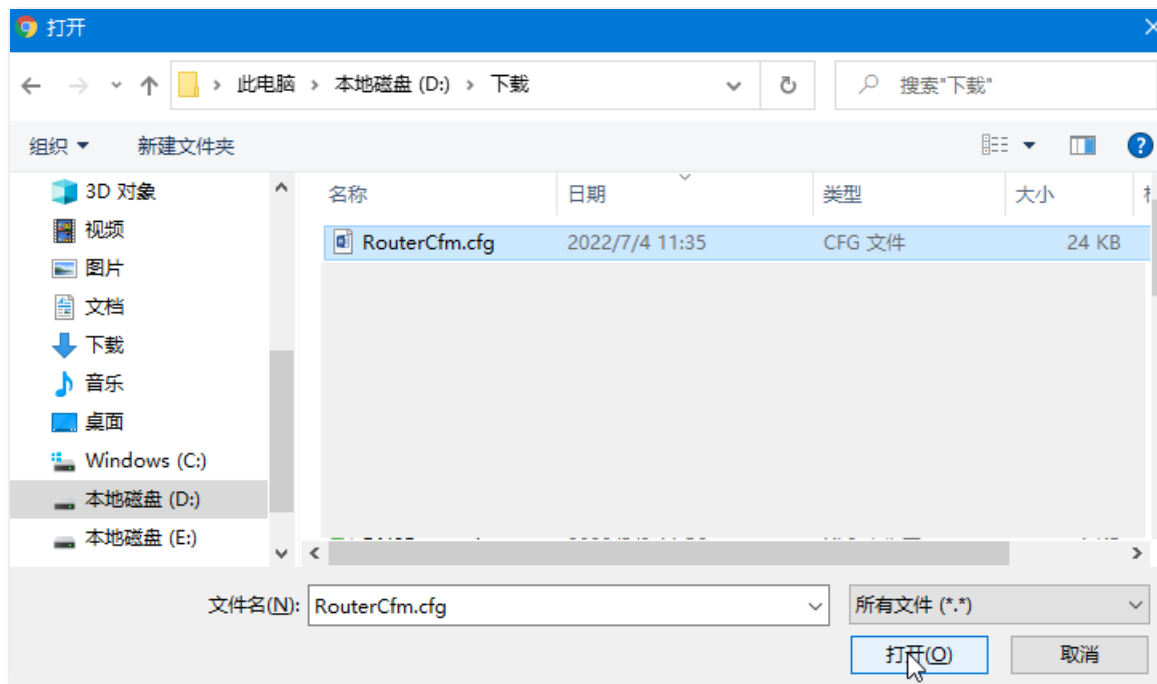 打开
此电脑 › 本地磁盘 (D:) › 下载
搜索"下载"
组织
新建文件夹
?
3D 对象
视频
图片
文档
下载
音乐
桌面
Windows (C:)
本地磁盘 (D:)
本地磁盘 (E:)
名称 日期 类型 大小
RouterCfm.cfg 2022/7/4 11:35 CFG 文件 24 KB
文件名(N): RouterCfm.cfg 所有文件 (*.*)
打开(O) 取消